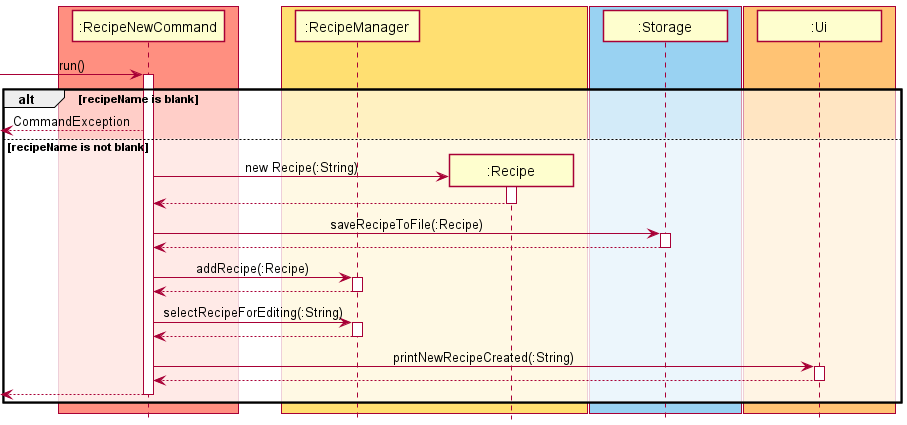 :RecipeNewCommand
:RecipeManager
:Storage
:Ui
run()
alt
[recipeName is blank]
CommandException
[recipeName is not blank]
new Recipe(:String)
:Recipe
saveRecipeToFile(:Recipe)
addRecipe(:Recipe)
selectRecipeForEditing(:String)
printNewRecipeCreated(:String)